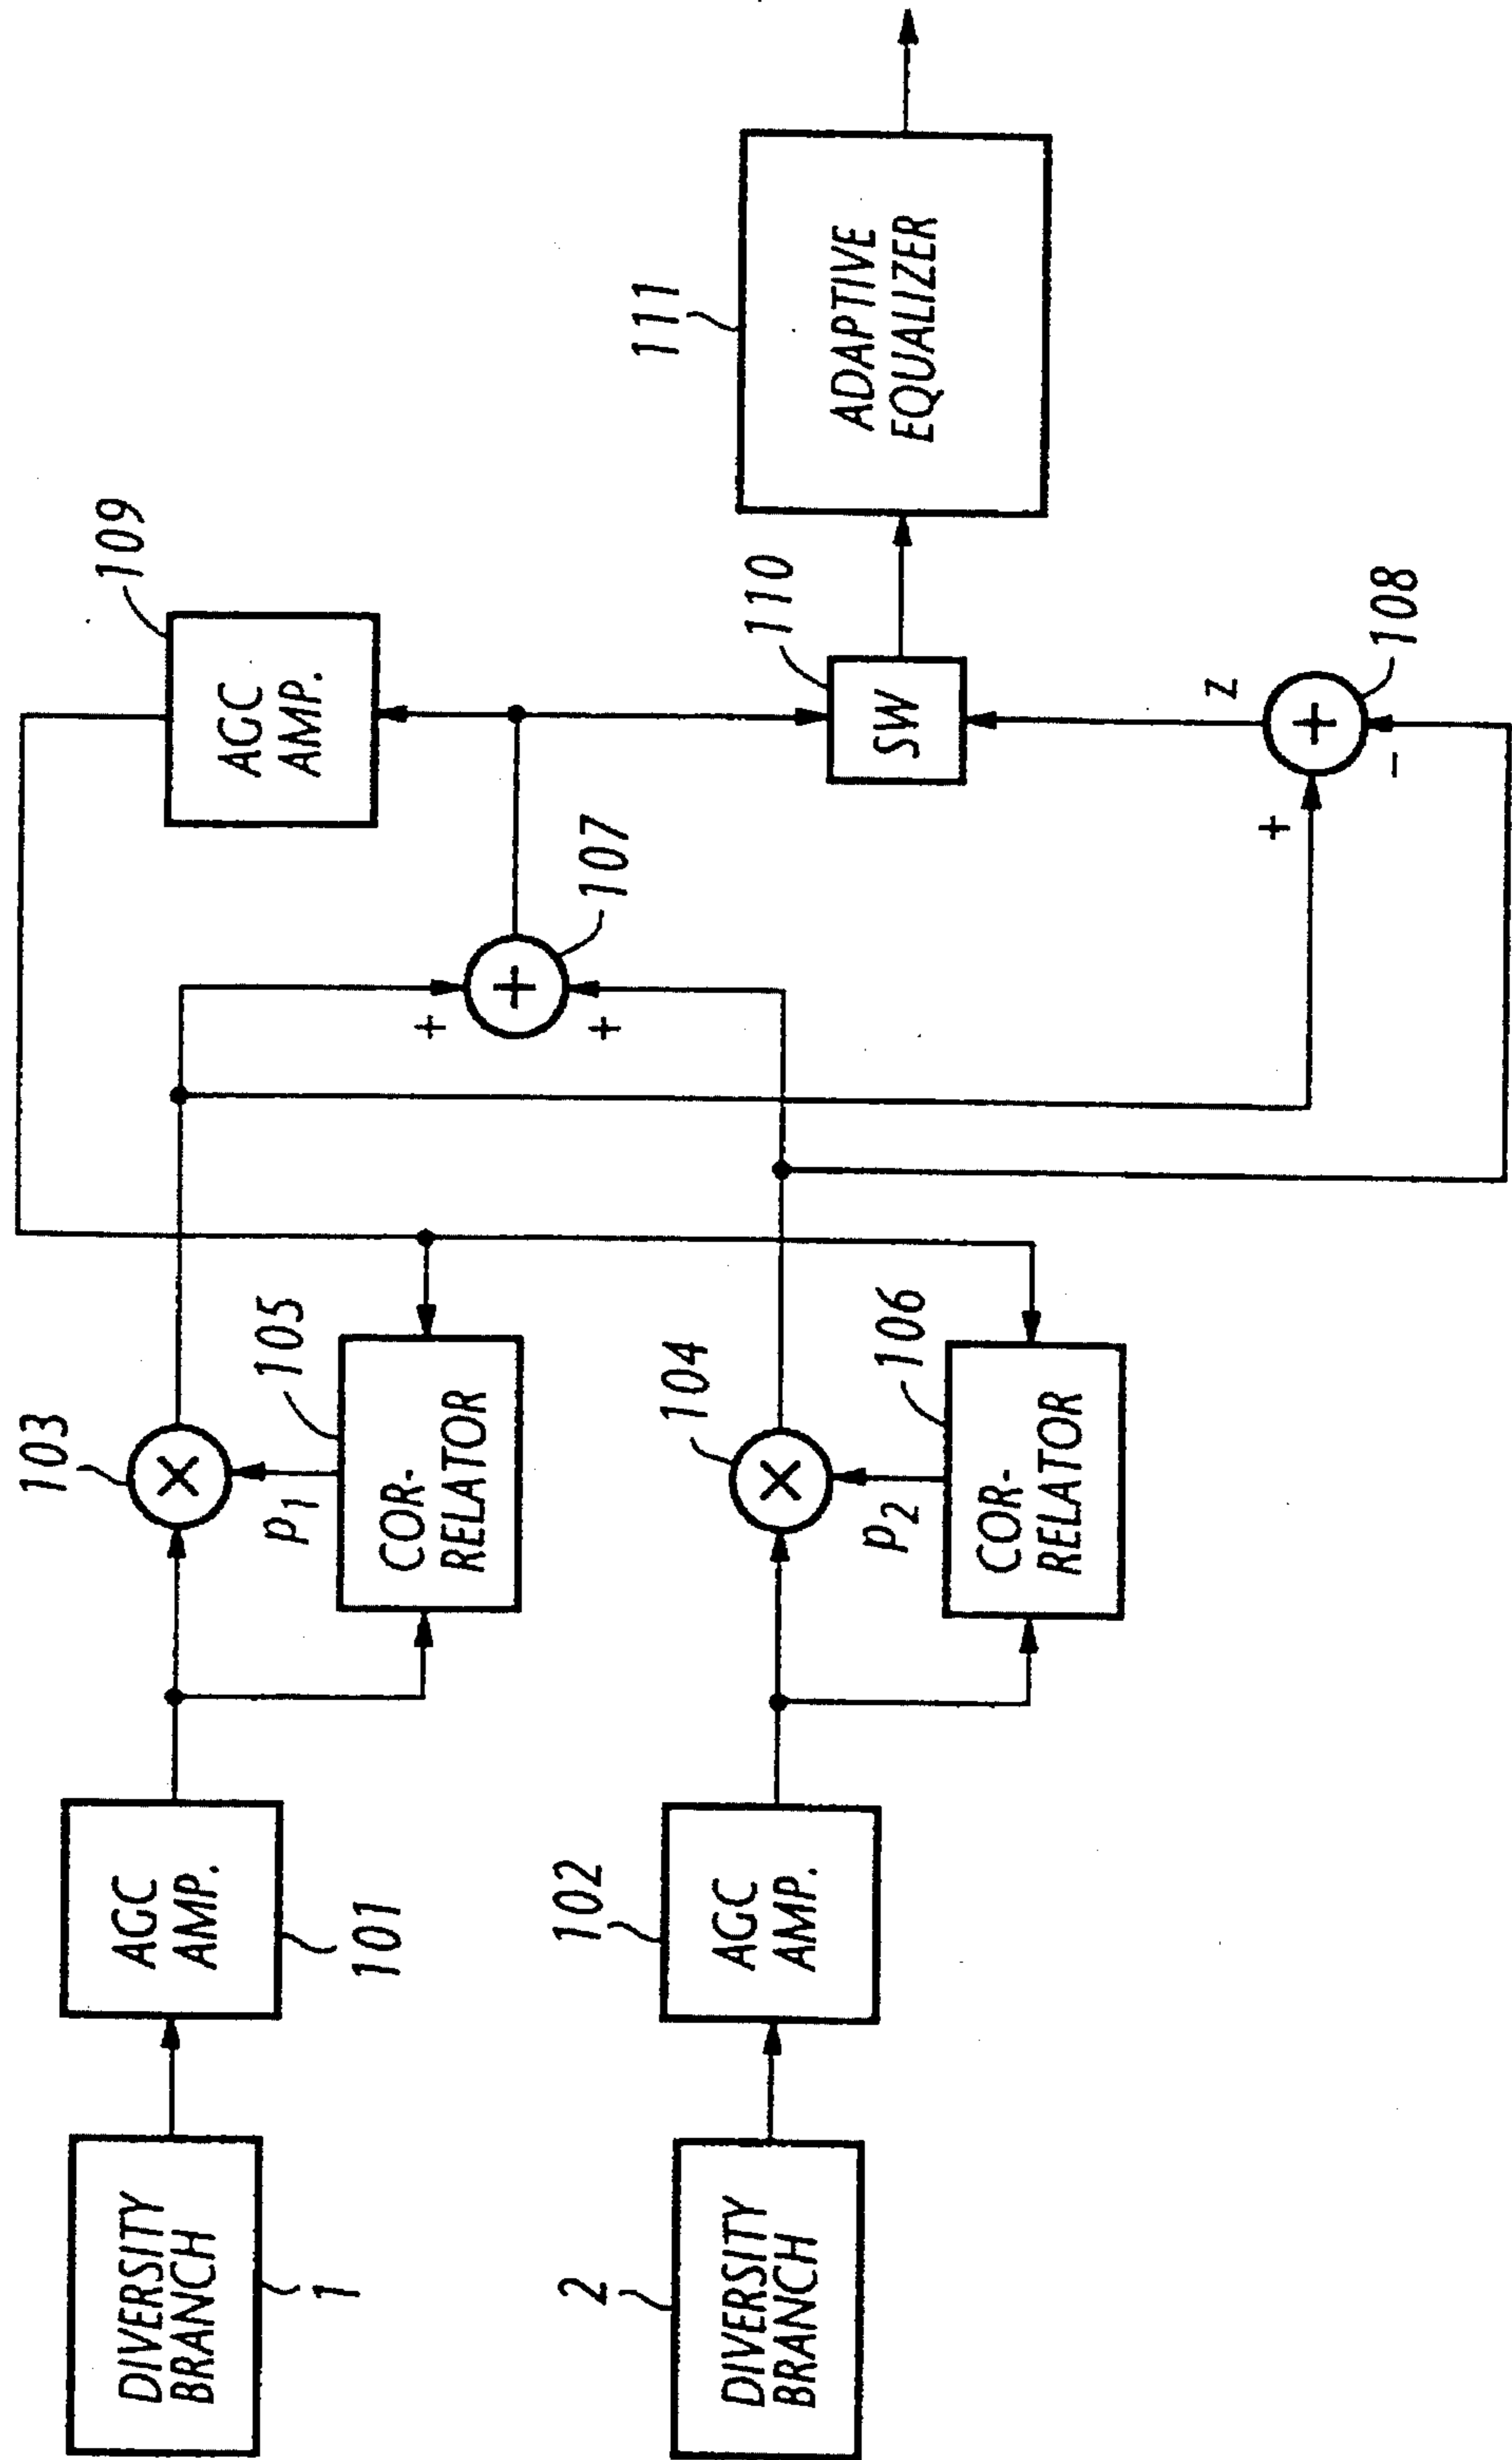 DIVERSITY
BRANCH
1
AGC
AMP.
101
103
×
p1
COR-
RELATOR
105
DIVERSITY
BRANCH
2
AGC
AMP.
102
104
×
p2
COR-
RELATOR
106
+
+
+
107
AGC
AMP.
109
SW
110
+
-
+
z
108
ADAPTIVE
EQUALIZER
111